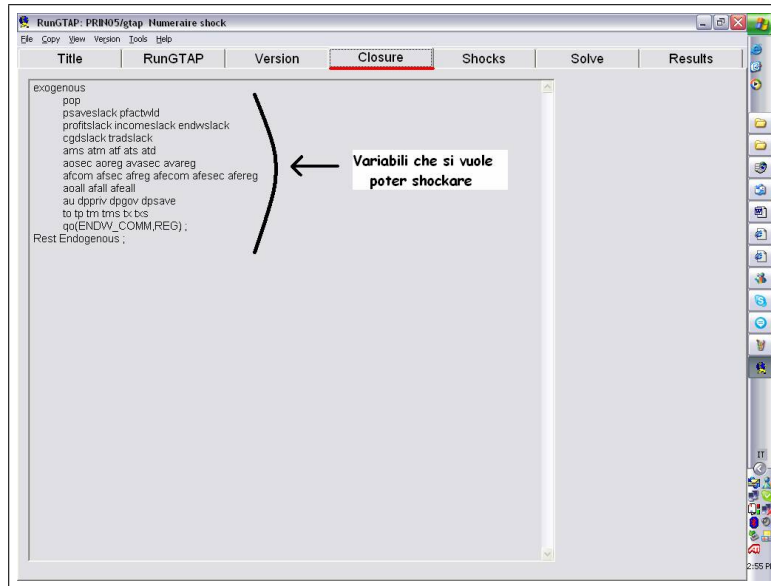 RunGTAP: PRIN05/gtap Numeraire shock
File Copy View Version Tools Help
Title RunGTAP Version Closure Shocks Solve Results
exogenous
pop
psaveslack pfactwld
profitslack incomeslack endwslack
cgdslack tradslack
ams atm atf ats atd
aosec aoreg avasec avareg
afcom afsec afreg afecom afesec afereg
aoall afall afeall
au dppriv dpgov dpsave
to tp tm tms tx txs
qo(ENDW_COMM,REG) ;
Rest Endogenous ;
Variabili che si vuole
poter shockare
IT
2:55 PM